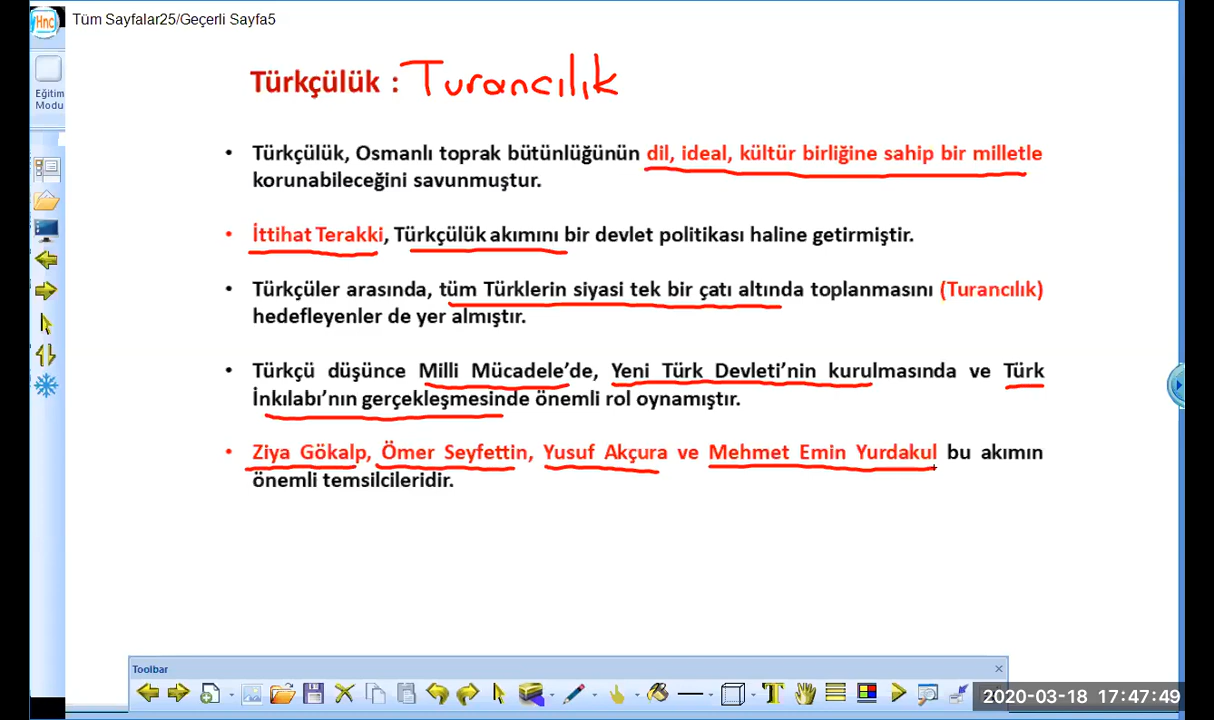 Hnc
Tüm Sayfalar25/Geçerli Sayfa5
Eğitim
Modu
Türkçülük : Turancılık
• Türkçülük, Osmanlı toprak bütünlüğünün dil, ideal, kültür birliğine sahip bir milletle
korunabileceğini savunmuştur.
• İttihat Terakki, Türkçülük akımını bir devlet politikası haline getirmiştir.
• Türkçüler arasında, tüm Türklerin siyasi tek bir çatı altında toplanmasını (Turancılık)
hedefleyenler de yer almıştır.
• Türkçü düşünce Milli Mücadele’de, Yeni Türk Devleti’nin kurulmasında ve Türk
İnkılabı’nın gerçekleşmesinde önemli rol oynamıştır.
• Ziya Gökalp, Ömer Seyfettin, Yusuf Akçura ve Mehmet Emin Yurdakul bu akımın
önemli temsilcileridir.
Toolbar
2020-03-18 17:47:49